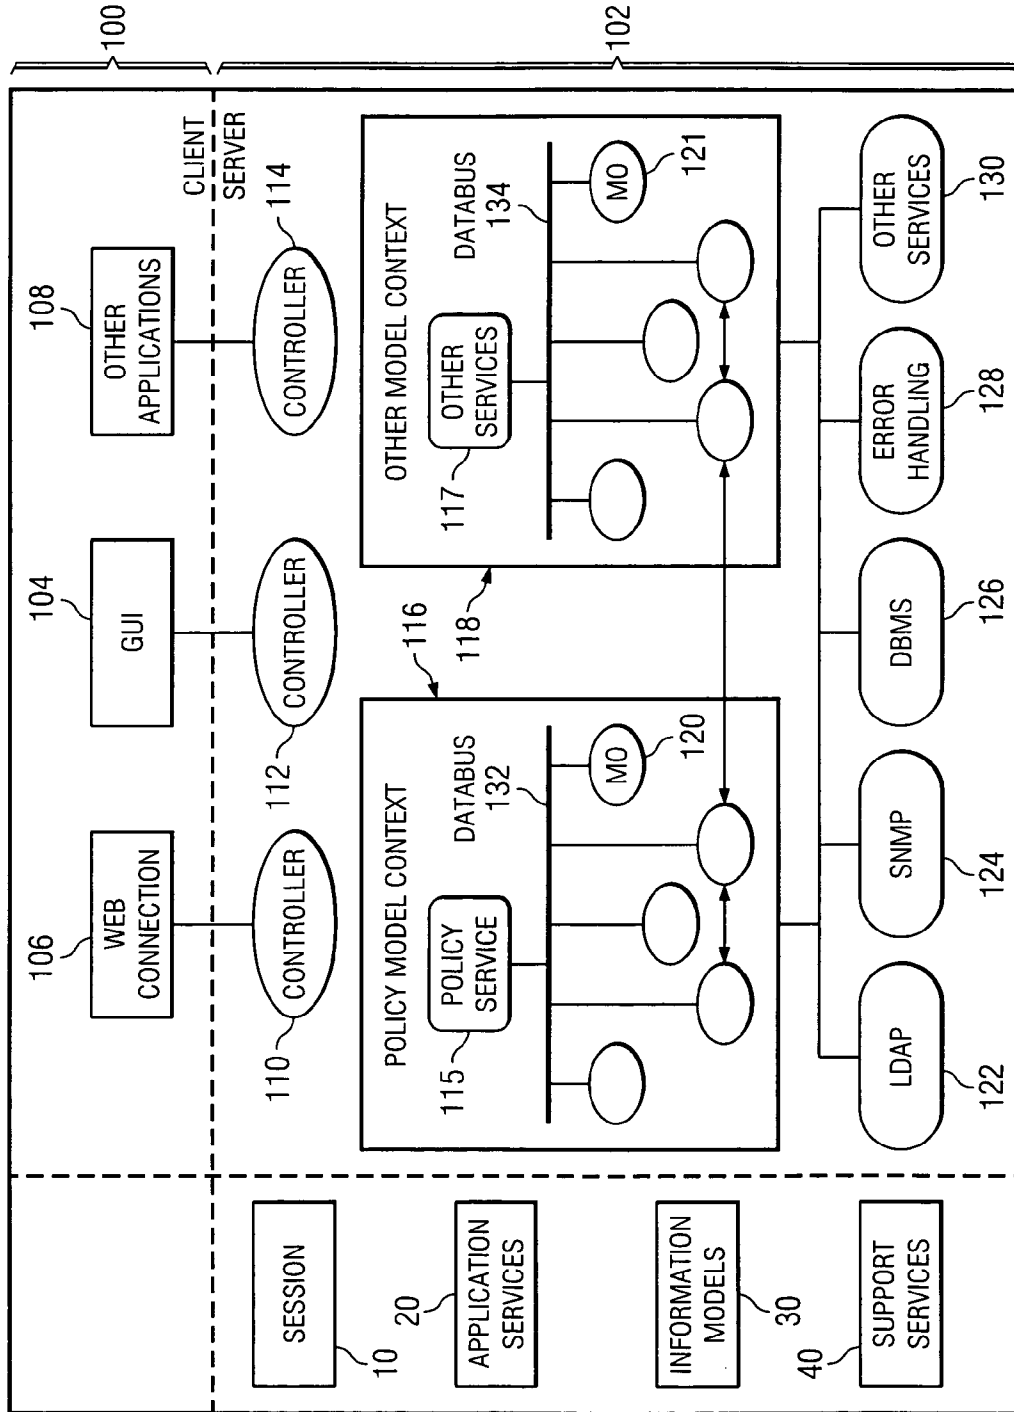 100
102
CLIENT
SERVER
106
WEB
CONNECTION
104
GUI
108
OTHER
APPLICATIONS
SESSION
10
CONTROLLER
110
CONTROLLER
112
CONTROLLER
114
APPLICATION
SERVICES
20
POLICY MODEL CONTEXT
116
115
POLICY
SERVICE
DATABUS
132
MO
120
OTHER MODEL CONTEXT
118
117
OTHER
SERVICES
DATABUS
134
MO
121
INFORMATION
MODELS
30
SUPPORT
SERVICES
40
LDAP
122
SNMP
124
DBMS
126
ERROR
HANDLING
128
OTHER
SERVICES
130